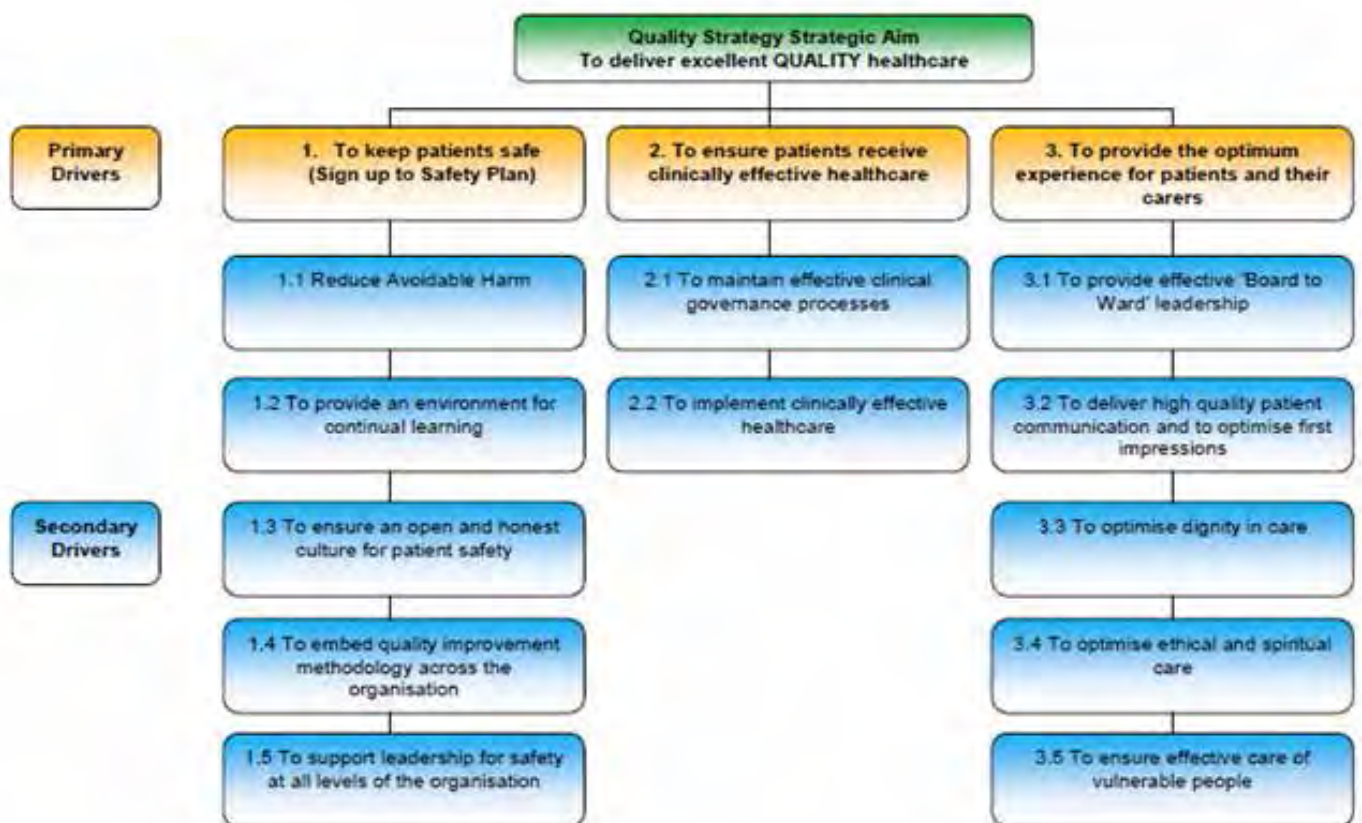 Quality Strategy Strategic Aim
To deliver excellent QUALITY healthcare
Primary
Drivers
1. To keep patients safe
(Sign up to Safety Plan)
2. To ensure patients receive
clinically effective healthcare
3. To provide the optimum
experience for patients and their
carers
1.1 Reduce Avoidable Harm
2.1 To maintain effective clinical
governance processes
3.1 To provide effective 'Board to
Ward' leadership
1.2 To provide an environment for
continual learning
2.2 To implement clinically effective
healthcare
3.2 To deliver high quality patient
communication and to optimise first
impressions
Secondary
Drivers
1.3 To ensure an open and honest
culture for patient safety
3.3 To optimise dignity in care
1.4 To embed quality improvement
methodology across the
organisation
3.4 To optimise ethical and spiritual
care
1.5 To support leadership for safety
at all levels of the organisation
3.5 To ensure effective care of
vulnerable people